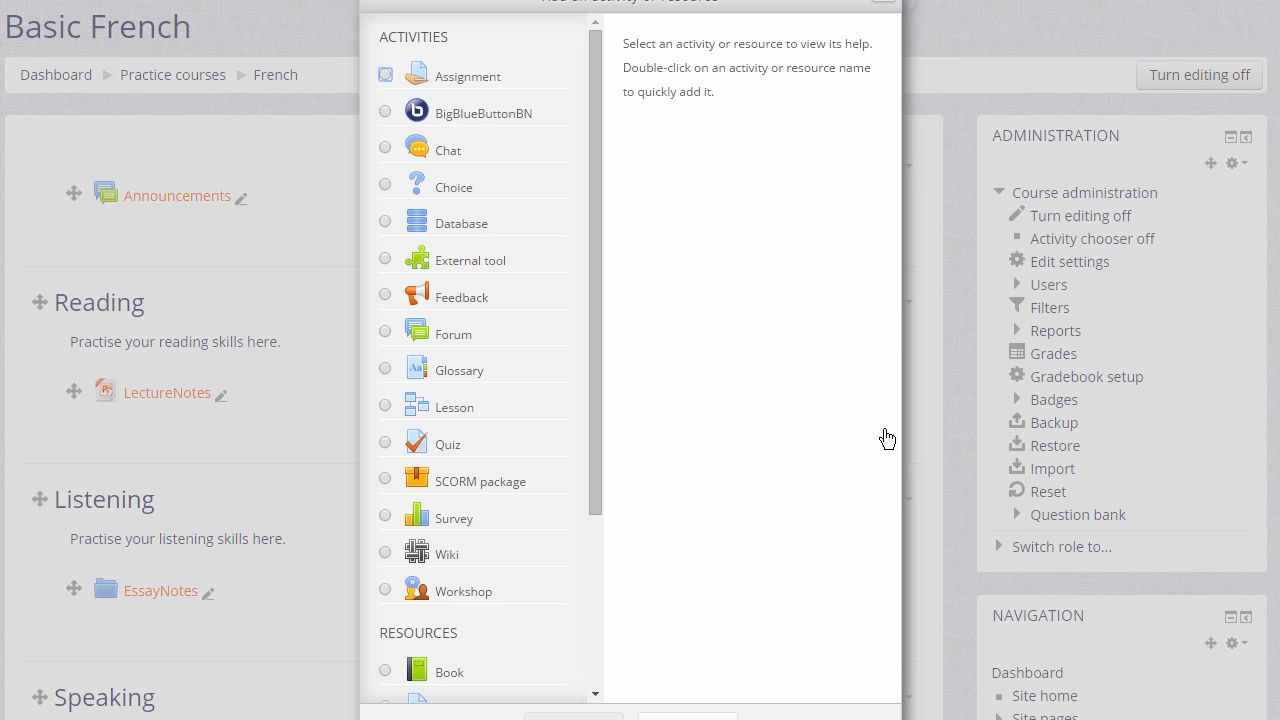 Basic French
Dashboard Practice courses French
Turn editing off
Announcements
Reading
Practise your reading skills here.
LectureNotes
Listening
Practise your listening skills here.
EssayNotes
Speaking
ACTIVITIES
Assignment
BigBlueButtonBN
Chat
Choice
Database
External tool
Feedback
Forum
Glossary
Lesson
Quiz
SCORM package
Survey
Wiki
Workshop
RESOURCES
Book
Select an activity or resource to view its help.
Double-click on an activity or resource name
to quickly add it.
ADMINISTRATION
Course administration
Turn editing off
Activity chooser off
Edit settings
Users
Filters
Reports
Grades
Gradebook setup
Badges
Backup
Restore
Import
Reset
Question bank
Switch role to...
NAVIGATION
Dashboard
Site home
Site pages